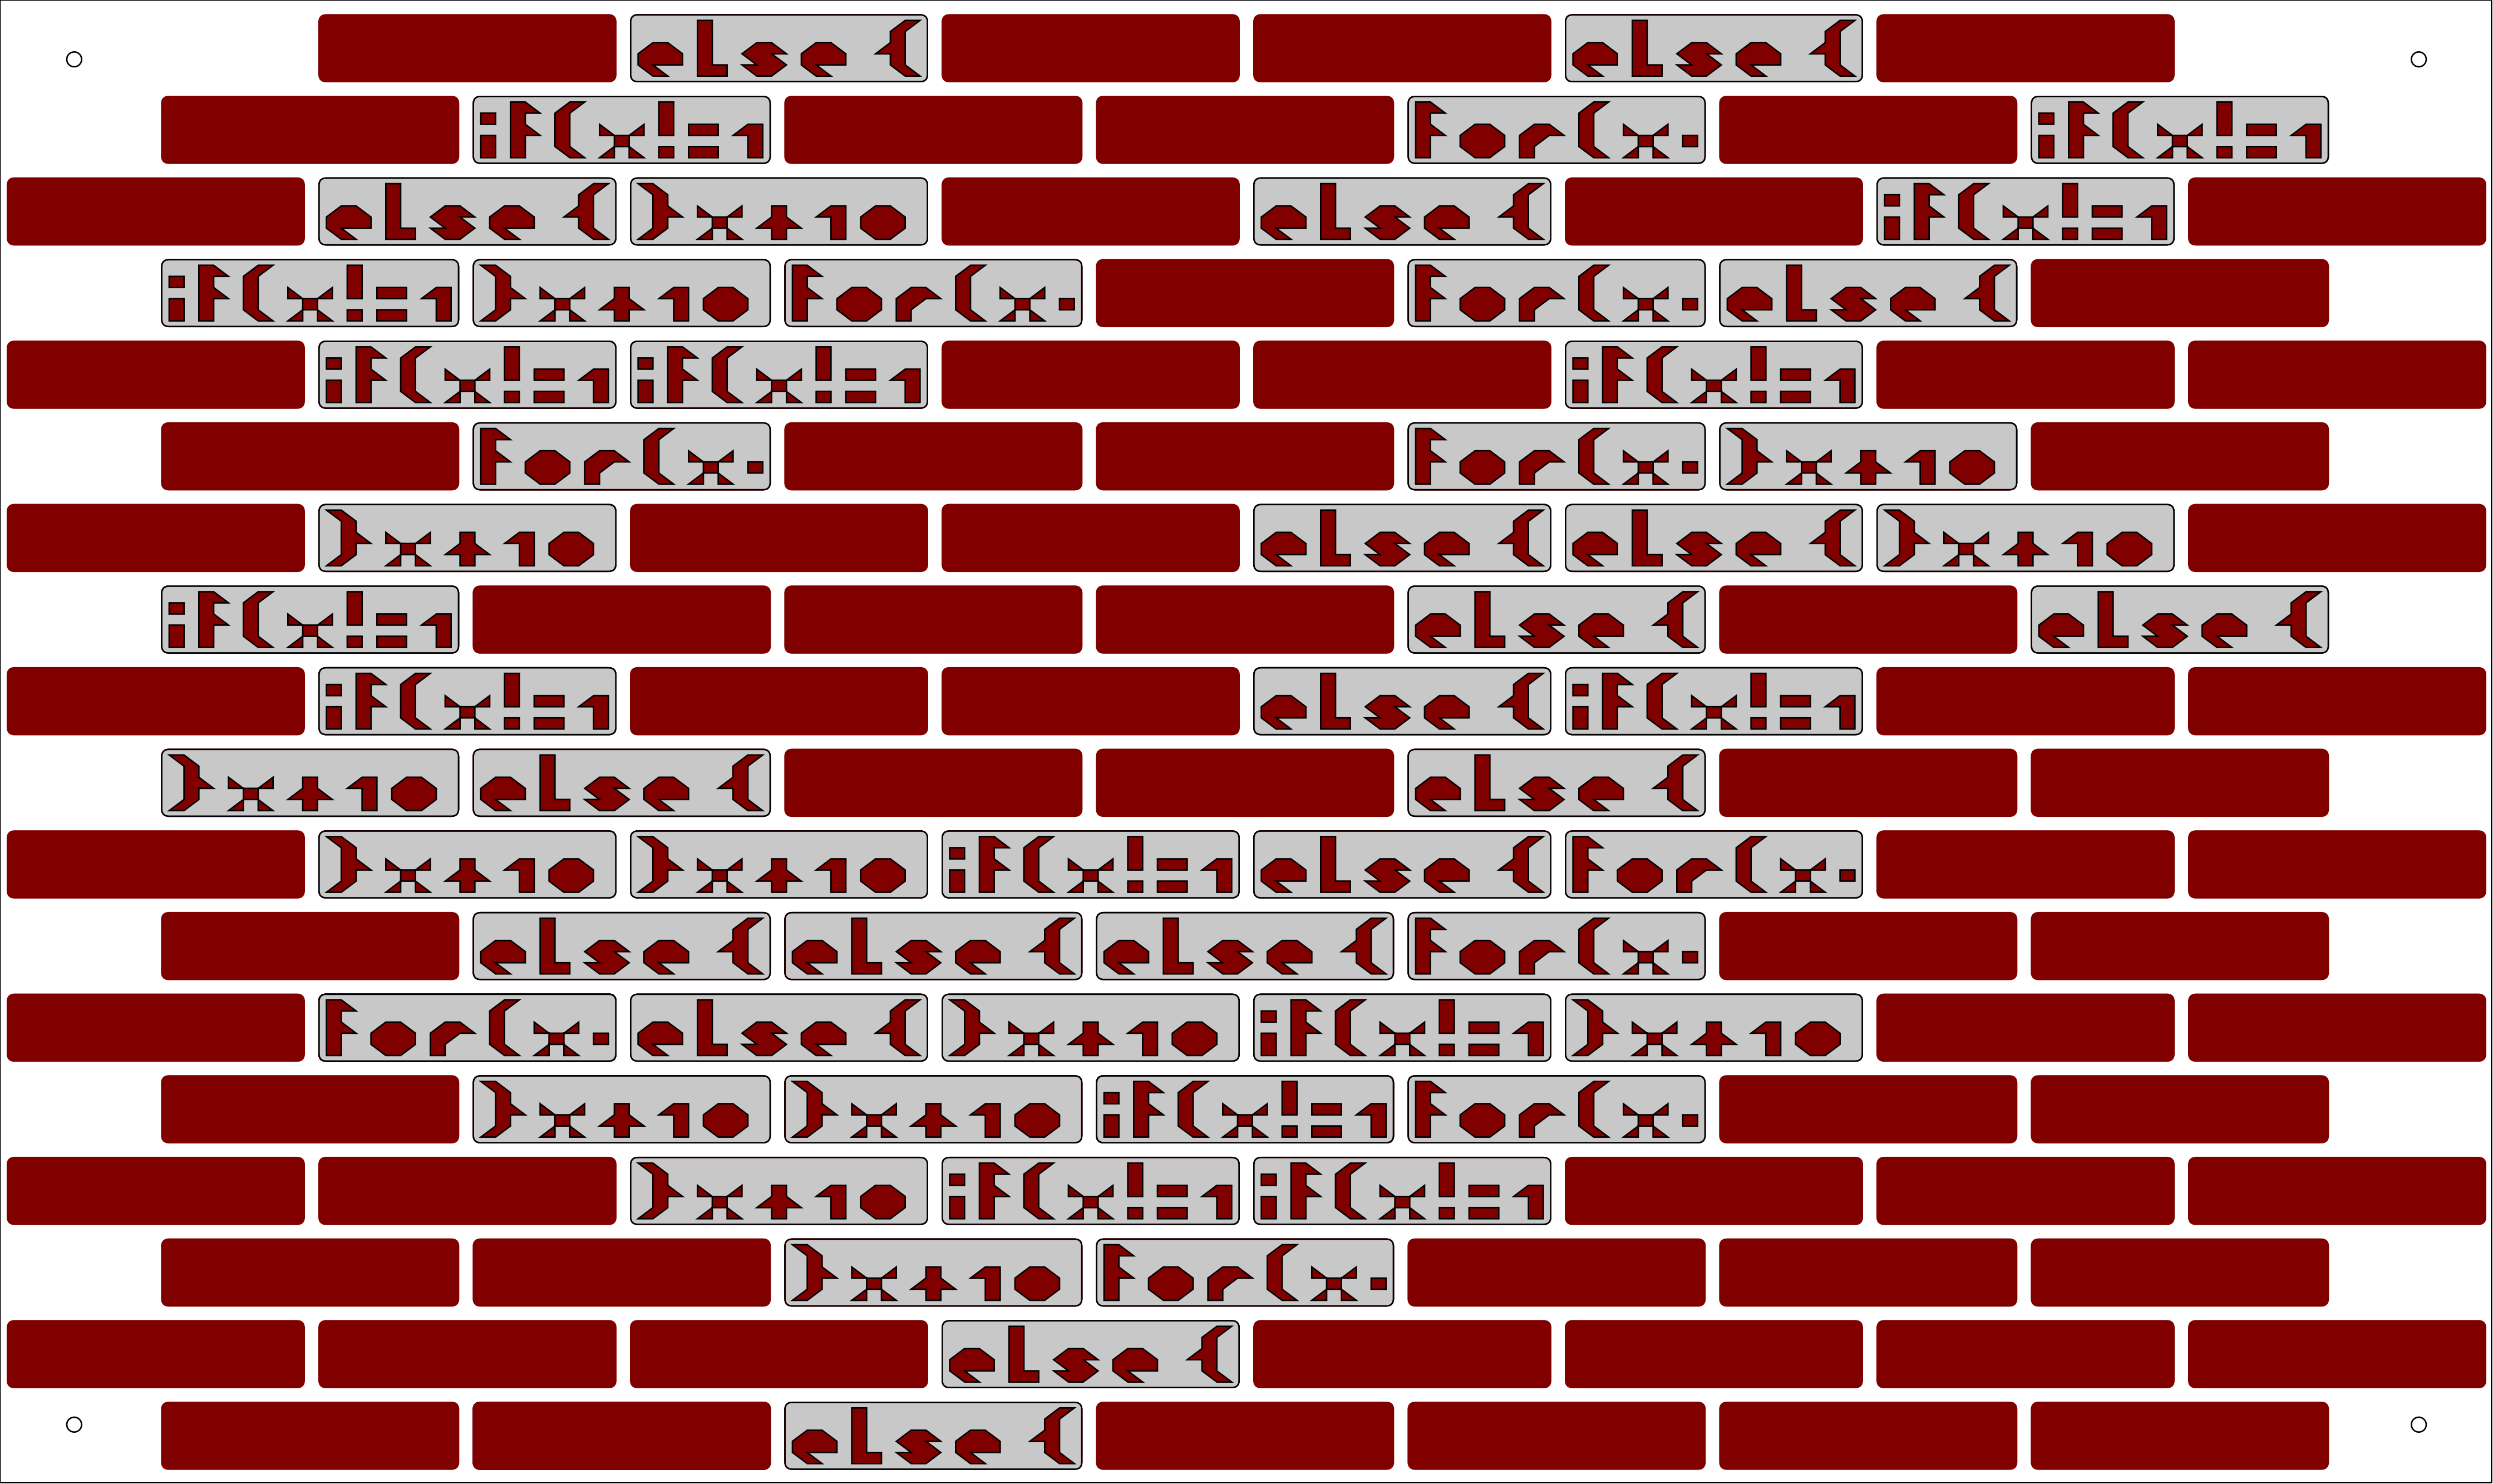 else { else {
if(x!=1 for(x. if(x!=1
else { }x+10 else { if(x!=1
if(x!=1 }x+10 for(x. for(x. else {
if(x!=1 if(x!=1 if(x!=1
for(x. for(x. }x+10
}x+10 else { else { }x+10
if(x!=1 else { else {
if(x!=1 else { if(x!=1
}x+10 else { else {
}x+10 }x+10 if(x!=1 else { for(x.
else { else { else { for(x.
for(x. else { }x+10 if(x!=1 }x+10
}x+10 }x+10 if(x!=1 for(x.
}x+10 if(x!=1 if(x!=1
}x+10 for(x.
else {
else {